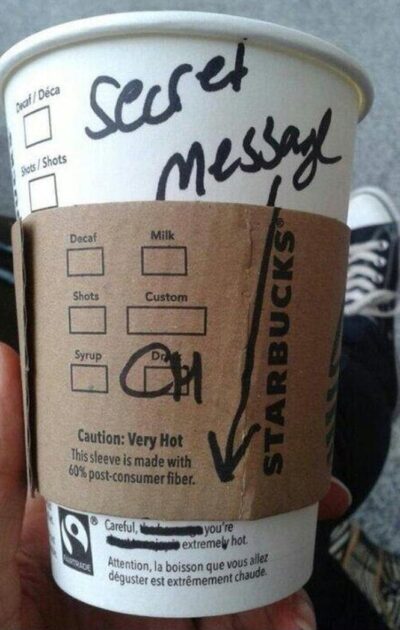 Secret
Message
Decaf / Déca
Shots / Shots
Decaf
Milk
Shots
Custom
Syrup
CH
STARBUCKS®
Caution: Very Hot
This sleeve is made with
60% post-consumer fiber.
FAIRTRADE
®
Careful, you're
extremely hot.
Attention, la boisson que vous allez
déguster est extrêmement chaude.